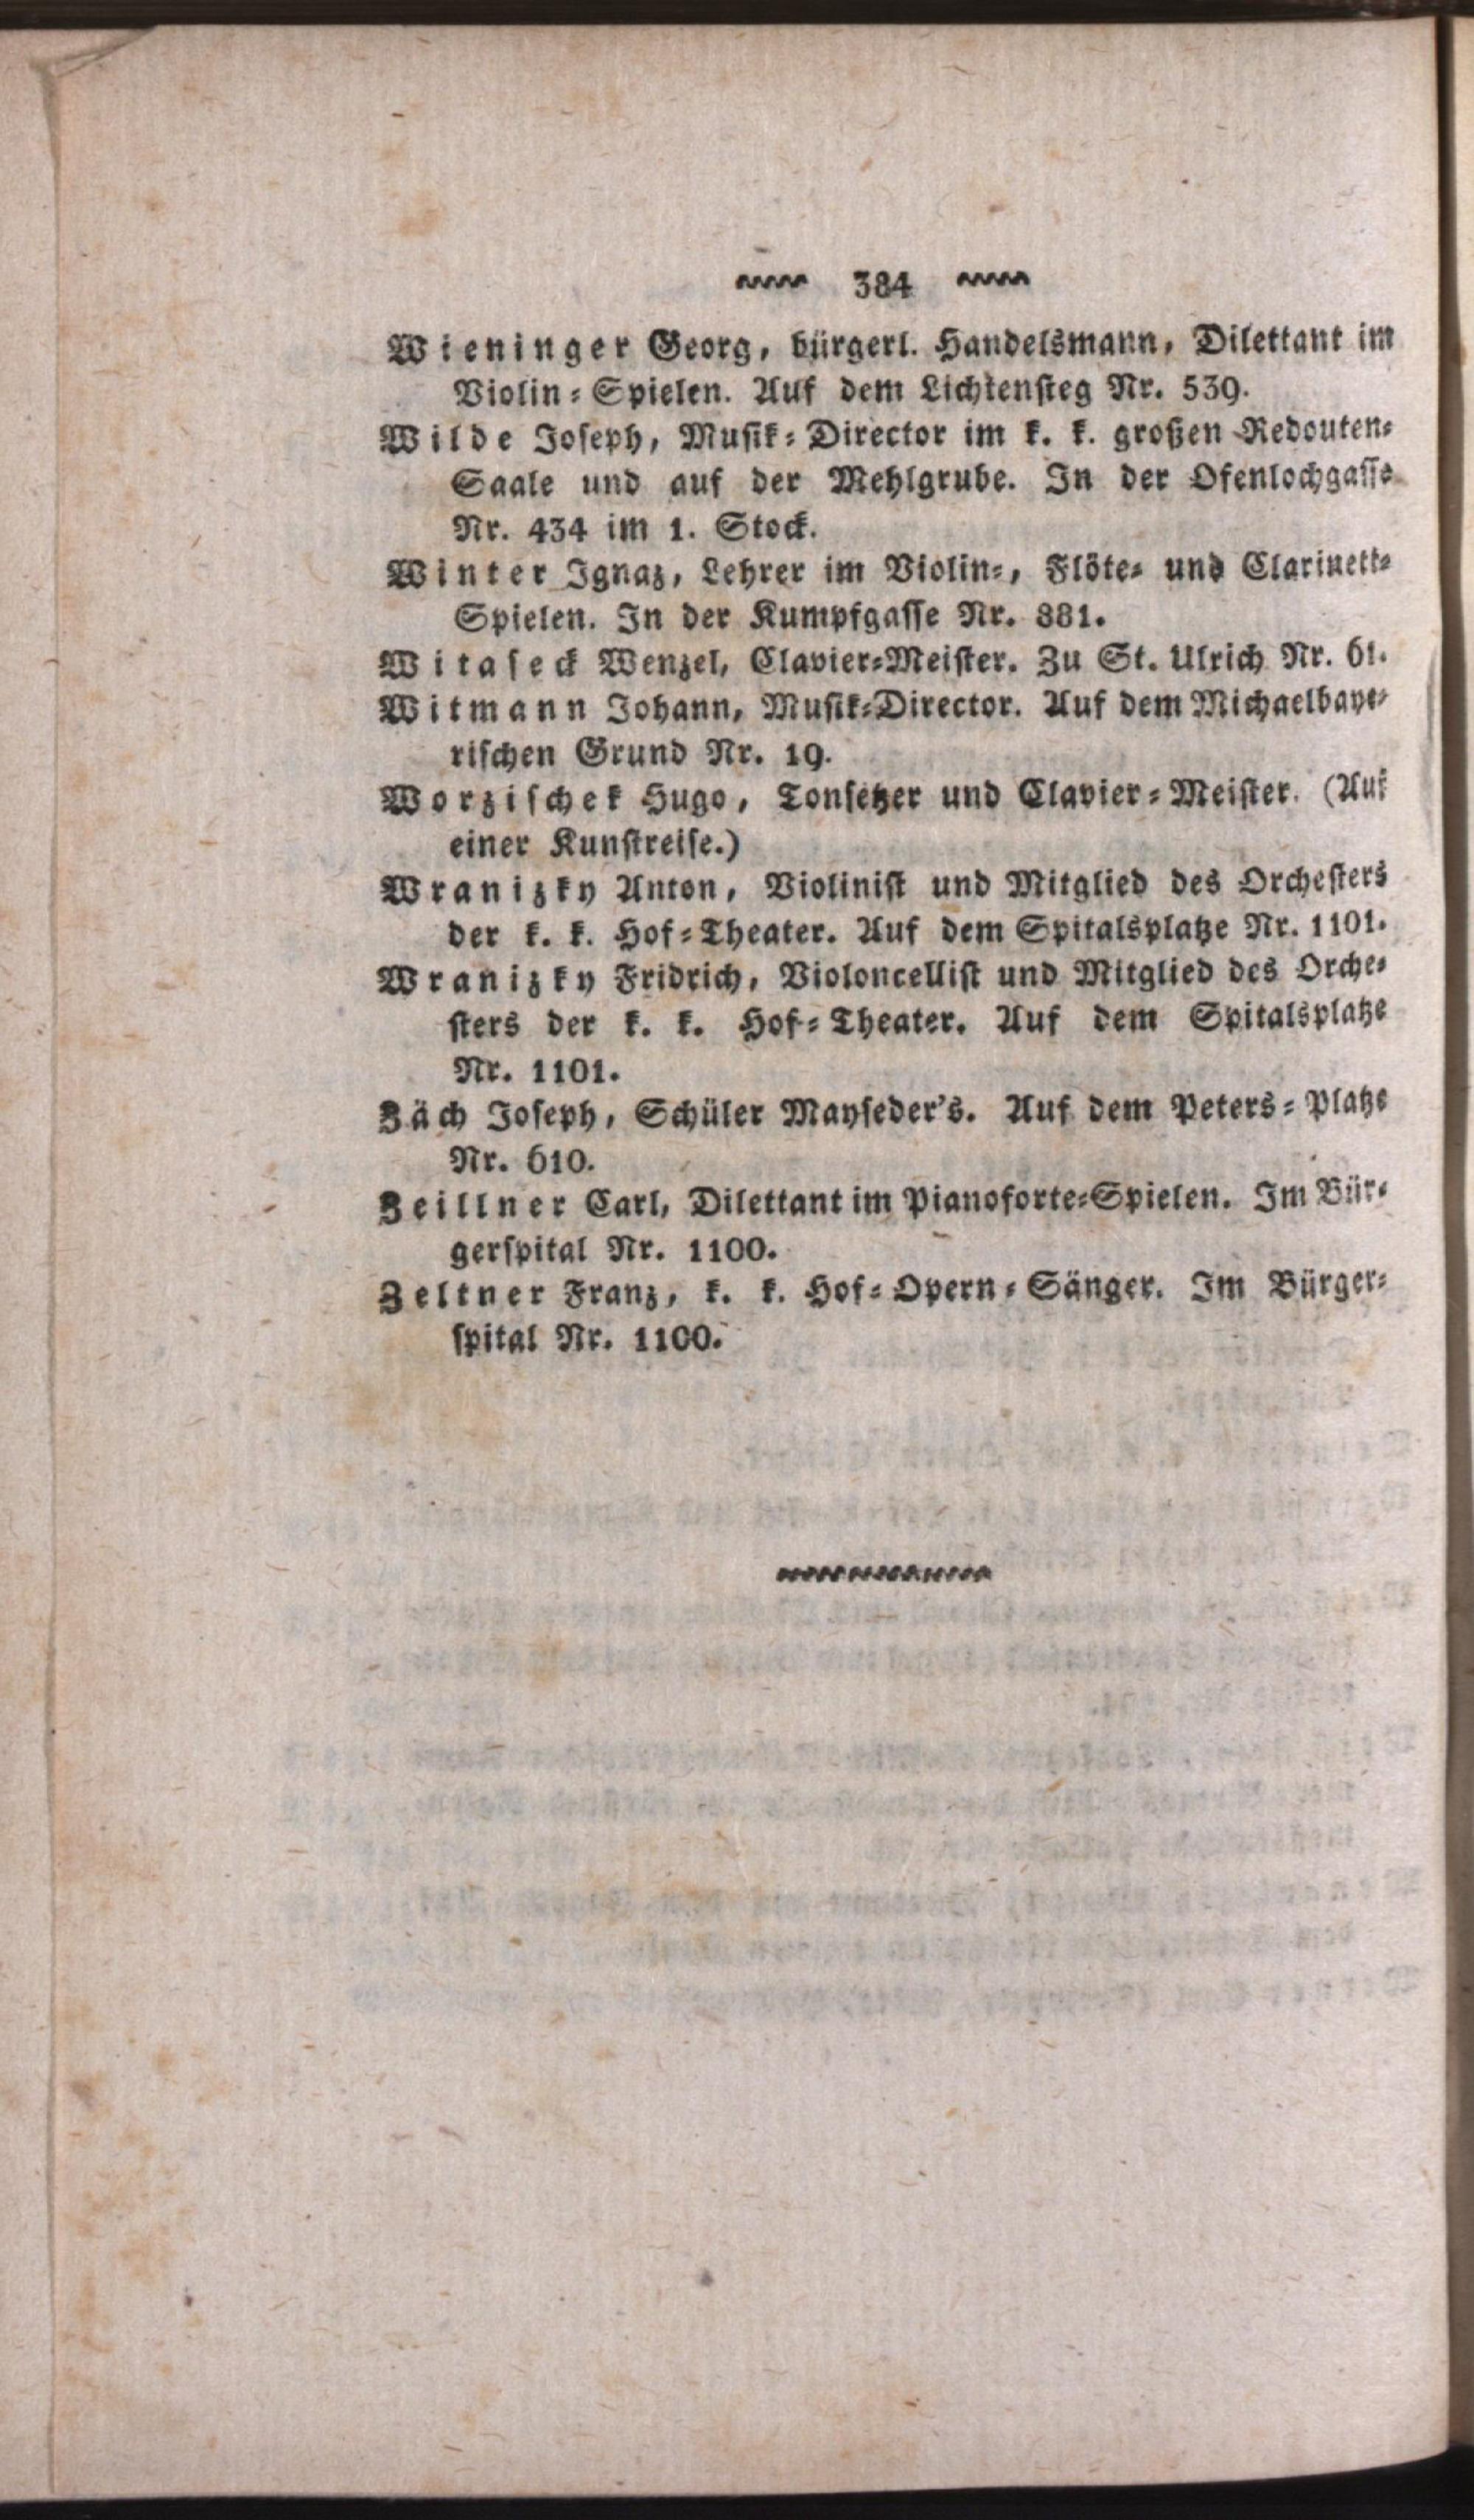 384
Wieninger Georg, bürgerl. Handelsmann, Dilettant im
Violin-Spielen. Auf dem Lichtensteg Nr. 539.
Wilde Joseph, Musik-Director im k. k. großen Redouten-
Saale und auf der Mehlgrube. In der Ofenlochgasse
Nr. 434 im 1. Stock.
Winter Ignaz, Lehrer im Violin-, Flöte- und Clarinett-
Spielen. In der Kumpfgasse Nr. 881.
Witaseck Wenzel, Clavier-Meister. Zu St. Ulrich Nr. 61.
Witmann Johann, Musik-Director. Auf dem Michaelbaye-
rischen Grund Nr. 19.
Worzischek Hugo, Tonsetzer und Clavier-Meister. (Auf
einer Kunstreise.)
Wranizky Anton, Violinist und Mitglied des Orchesters
der k. k. Hof-Theater. Auf dem Spitalsplatze Nr. 1101.
Wranizky Fridrich, Violoncellist und Mitglied des Orche-
sters der k. k. Hof-Theater. Auf dem Spitalsplatze
Nr. 1101.
Zäch Joseph, Schüler Mayseder's. Auf dem Peters-Platze
Nr. 610.
Zeillner Carl, Dilettant im Pianoforte-Spielen. Im Bür-
gerspital Nr. 1100.
Zeltner Franz, k. k. Hof-Opern-Sänger. Im Bürger-
spital Nr. 1100.